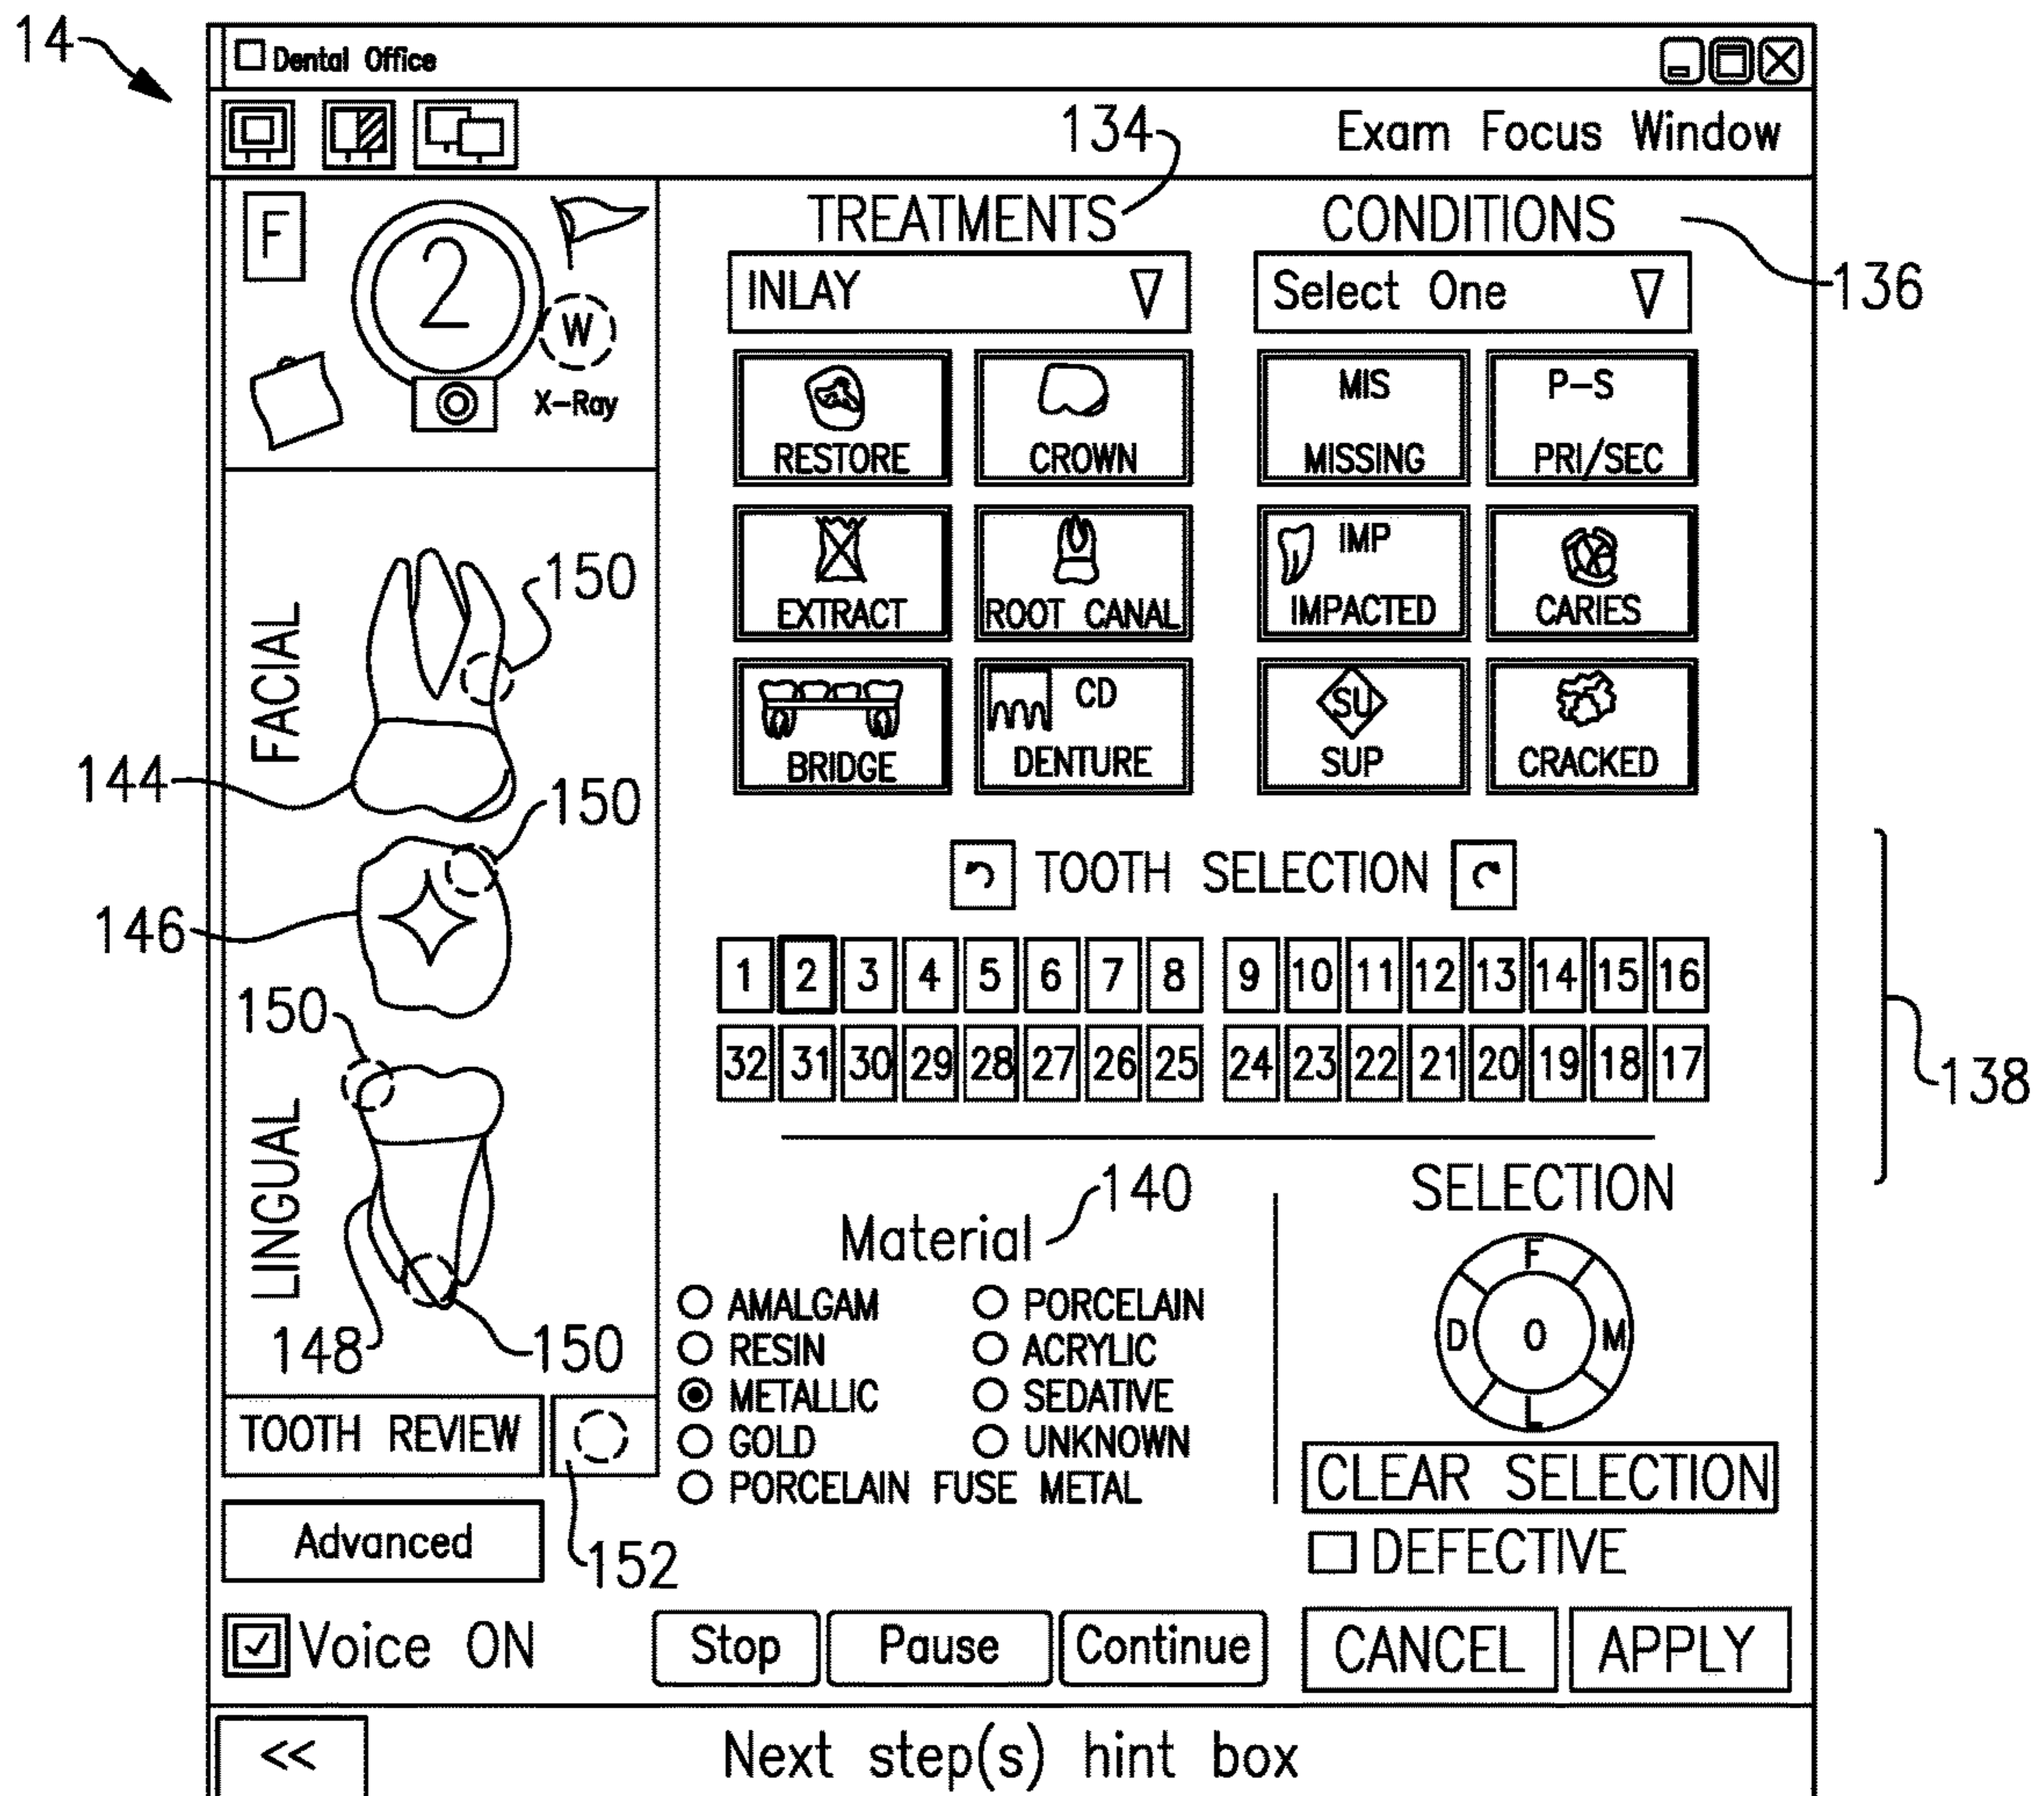 14
Dental Office
134
Exam Focus Window
F
2
W
X-Ray
TREATMENTS
CONDITIONS
136
INLAY
Select One
RESTORE
CROWN
MIS
MISSING
P-S
PRI/SEC
EXTRACT
ROOT CANAL
IMP
IMPACTED
CARIES
BRIDGE
CD
DENTURE
SU
SUP
CRACKED
FACIAL
150
144
150
146
150
LINGUAL
148
150
TOOTH SELECTION
1 2 3 4 5 6 7 8 9 10 11 12 13 14 15 16
32 31 30 29 28 27 26 25 24 23 22 21 20 19 18 17
138
Material
140
AMALGAM
PORCELAIN
RESIN
ACRYLIC
METALLIC
SEDATIVE
GOLD
UNKNOWN
PORCELAIN FUSE METAL
SELECTION
F
D O M
L
CLEAR SELECTION
DEFECTIVE
TOOTH REVIEW
152
Advanced
Voice ON
Stop
Pause
Continue
CANCEL
APPLY
<<
Next step(s) hint box